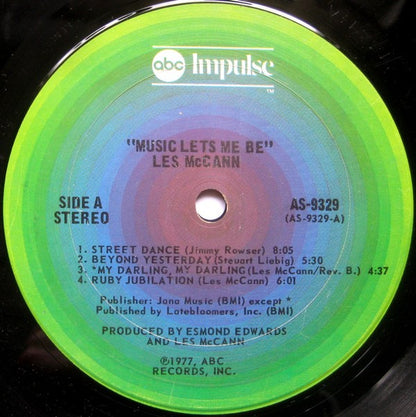 abc Impulse
TM
"MUSIC LETS ME BE"
LES McCANN
SIDE A
STEREO
AS-9329
(AS-9329-A)
1. STREET DANCE (Jimmy Rowser) 8:05
2. BEYOND YESTERDAY (Steuart Liebig) 5:30
3. *MY DARLING, MY DARLING (Les McCann/Rev. B.) 4:37
4. RUBY JUBILATION (Les McCann) 6:01
Publisher: Jana Music (BMI) except *
Published by Latebloomers, Inc. (BMI)
PRODUCED BY ESMOND EDWARDS
AND LES McCANN
℗1977, ABC
RECORDS, INC.